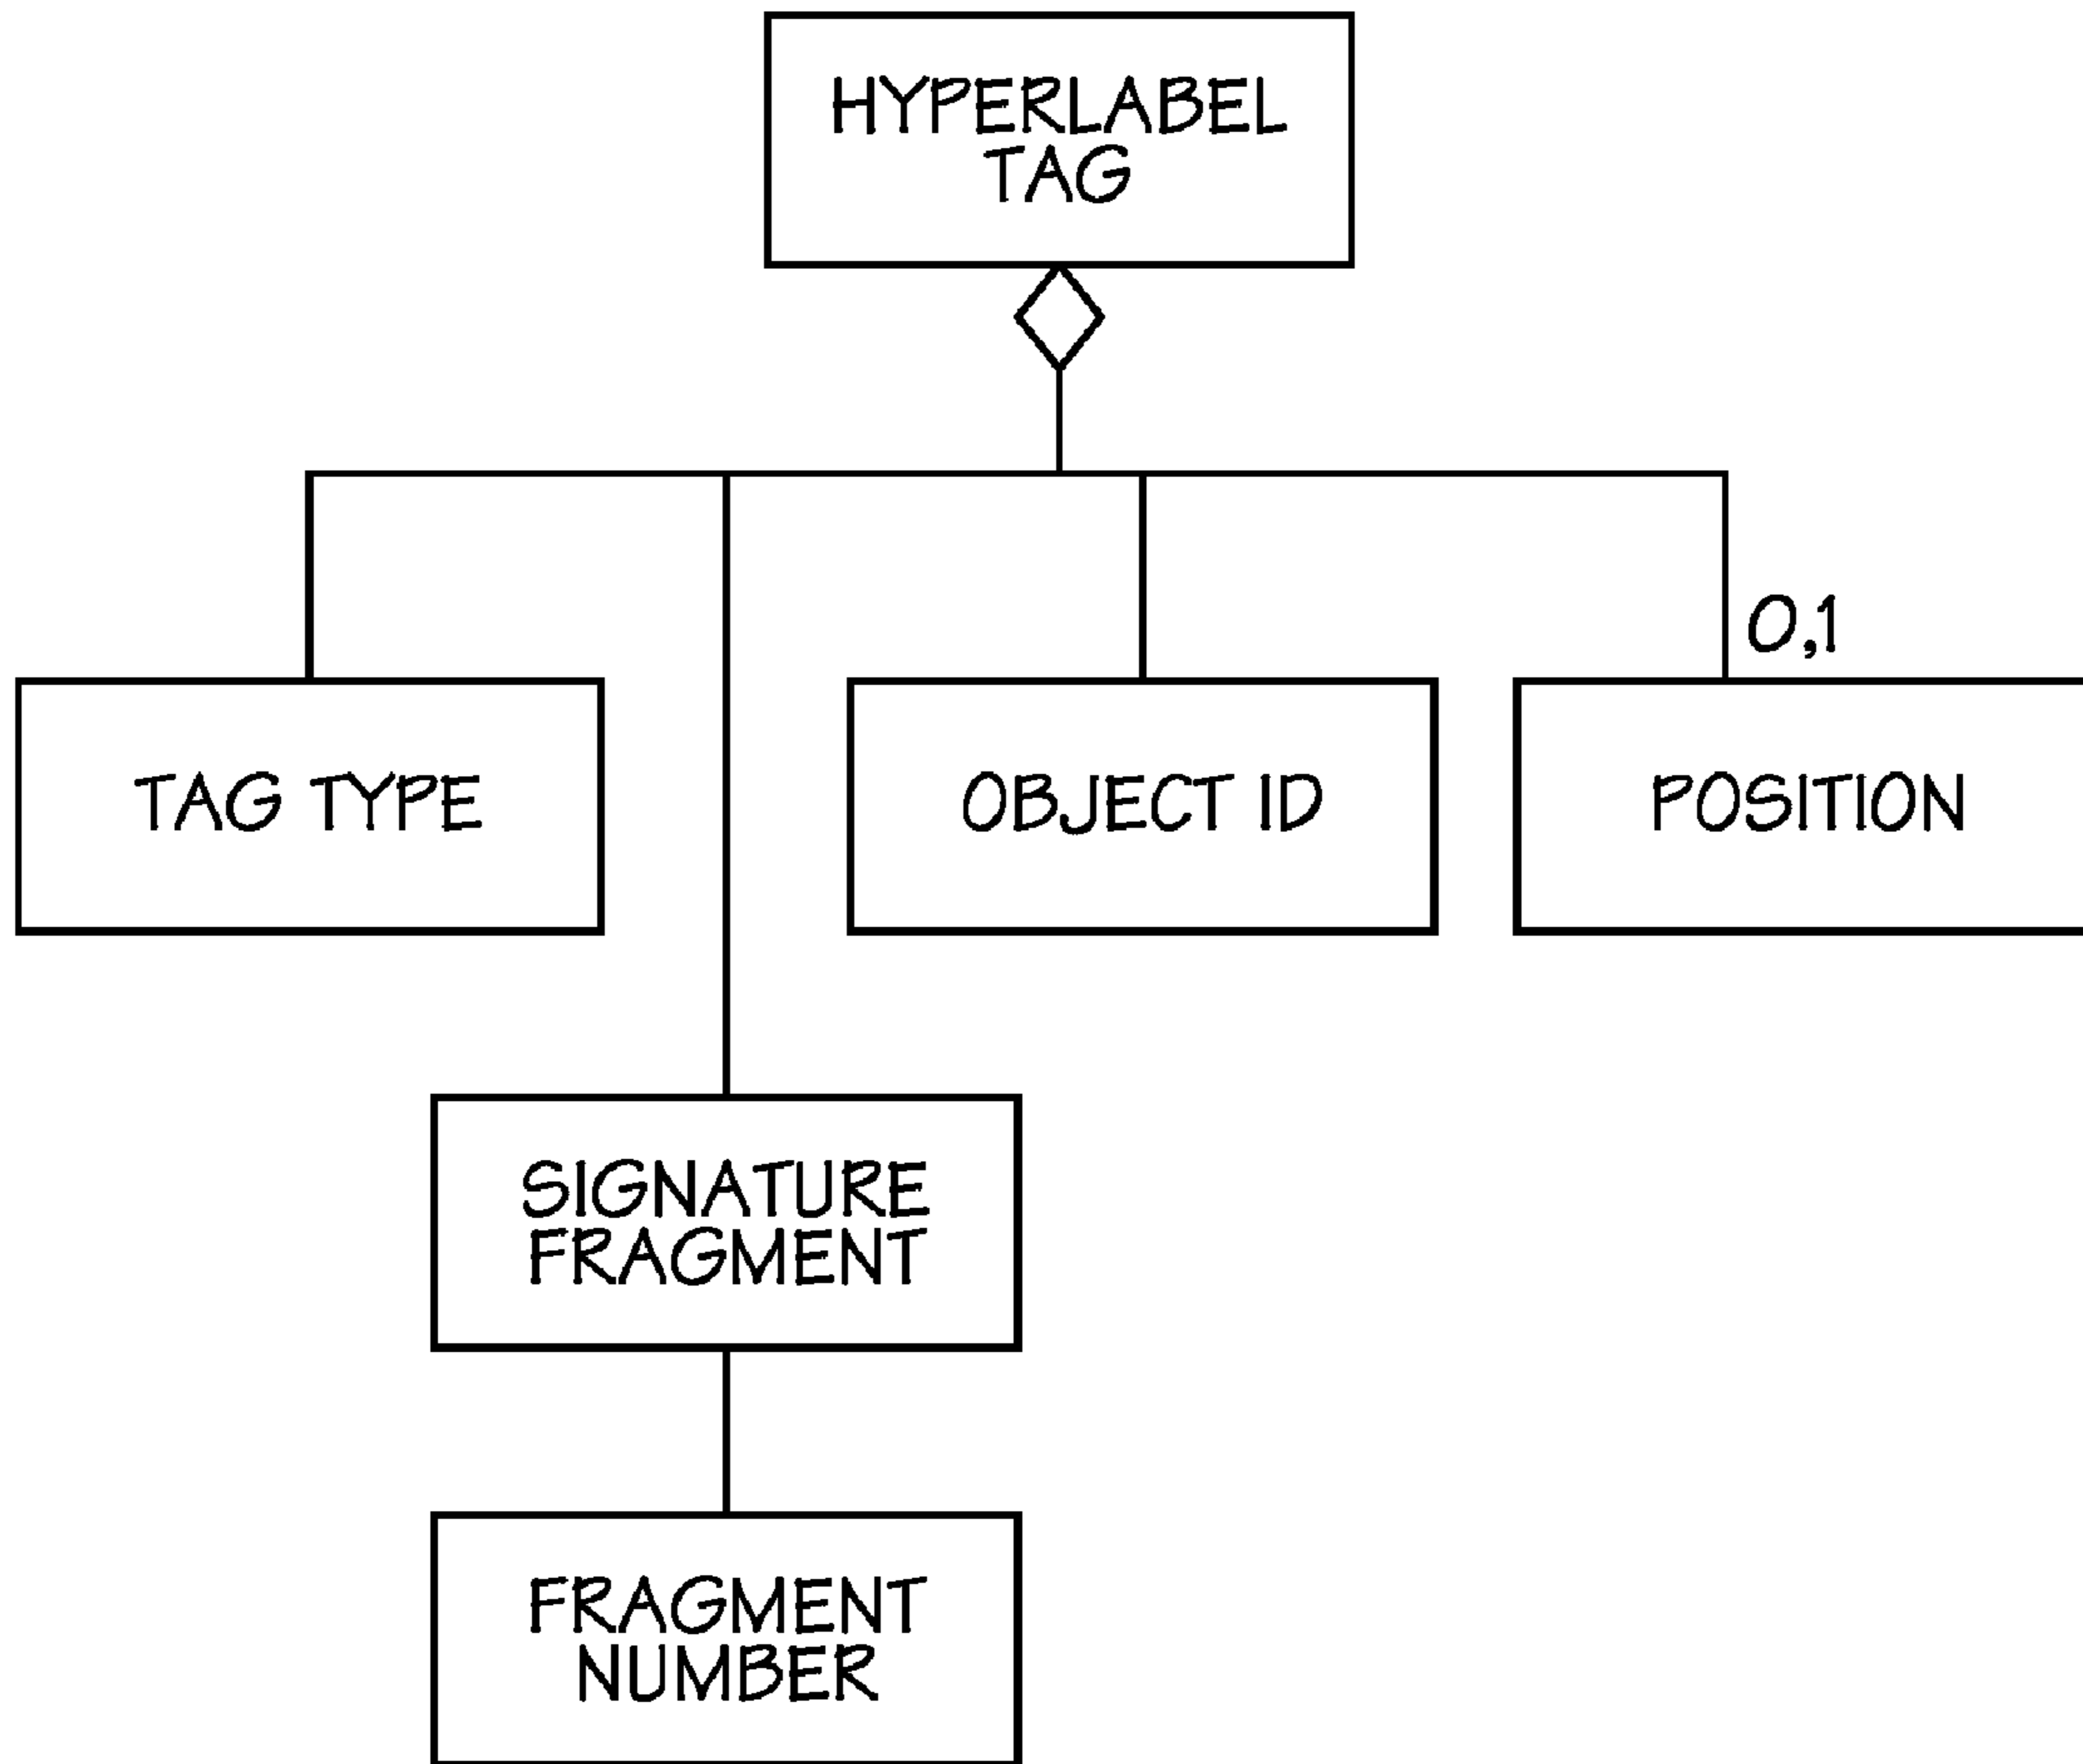 HYPERLABEL
TAG
0,1
TAG TYPE
OBJECT ID
POSITION
SIGNATURE
FRAGMENT
FRAGMENT
NUMBER